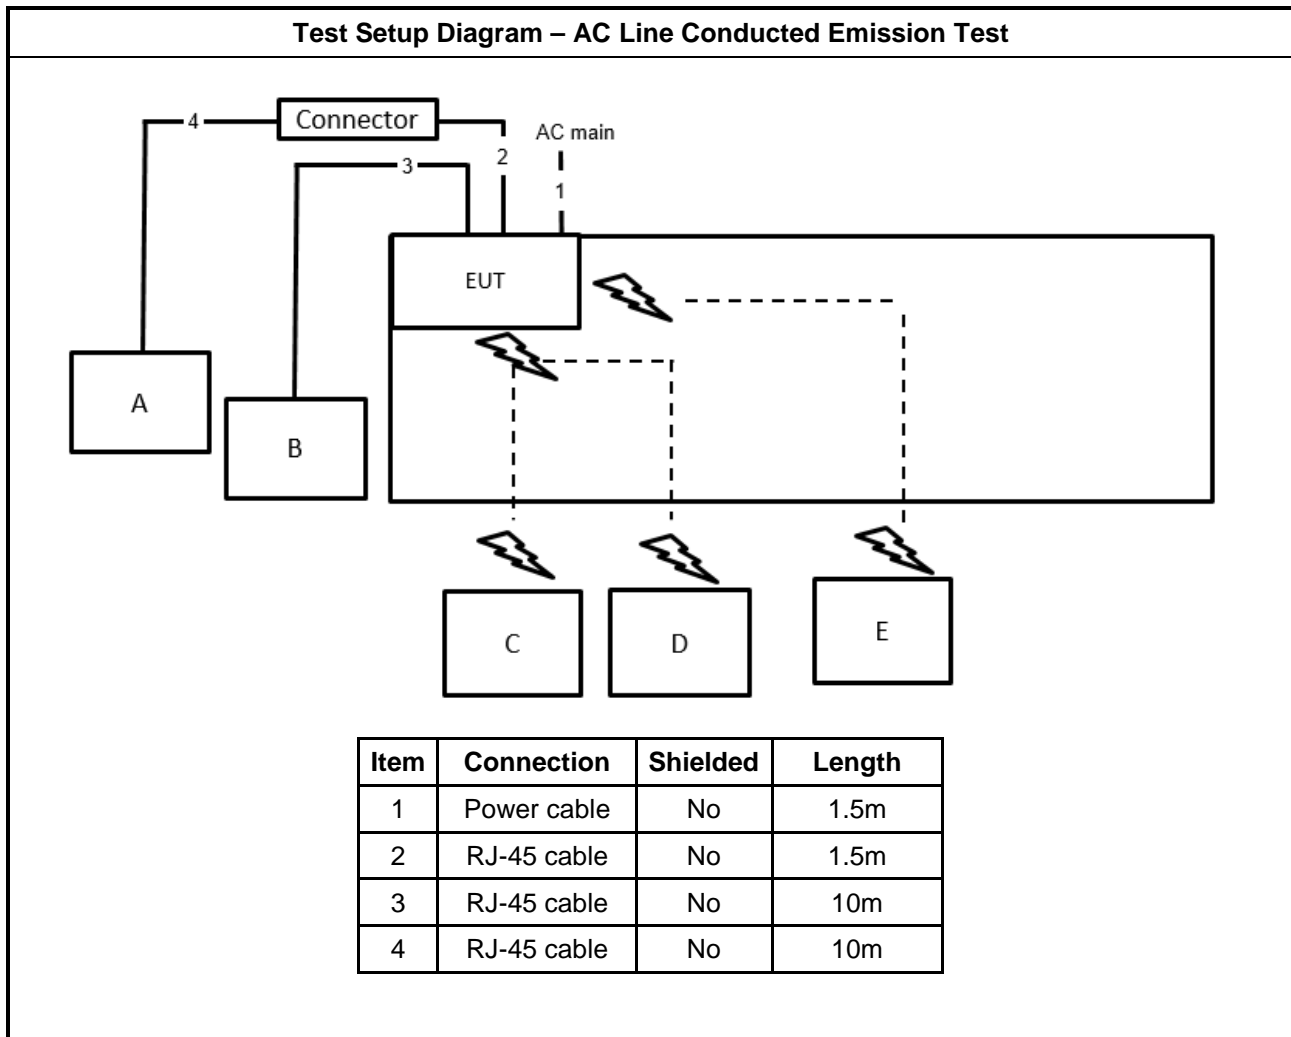 Test Setup Diagram – AC Line Conducted Emission Test
4
Connector
2
AC main
3
1
EUT
A
B
C
D
E
Item Connection Shielded Length
1 Power cable No 1.5m
2 RJ-45 cable No 1.5m
3 RJ-45 cable No 10m
4 RJ-45 cable No 10m